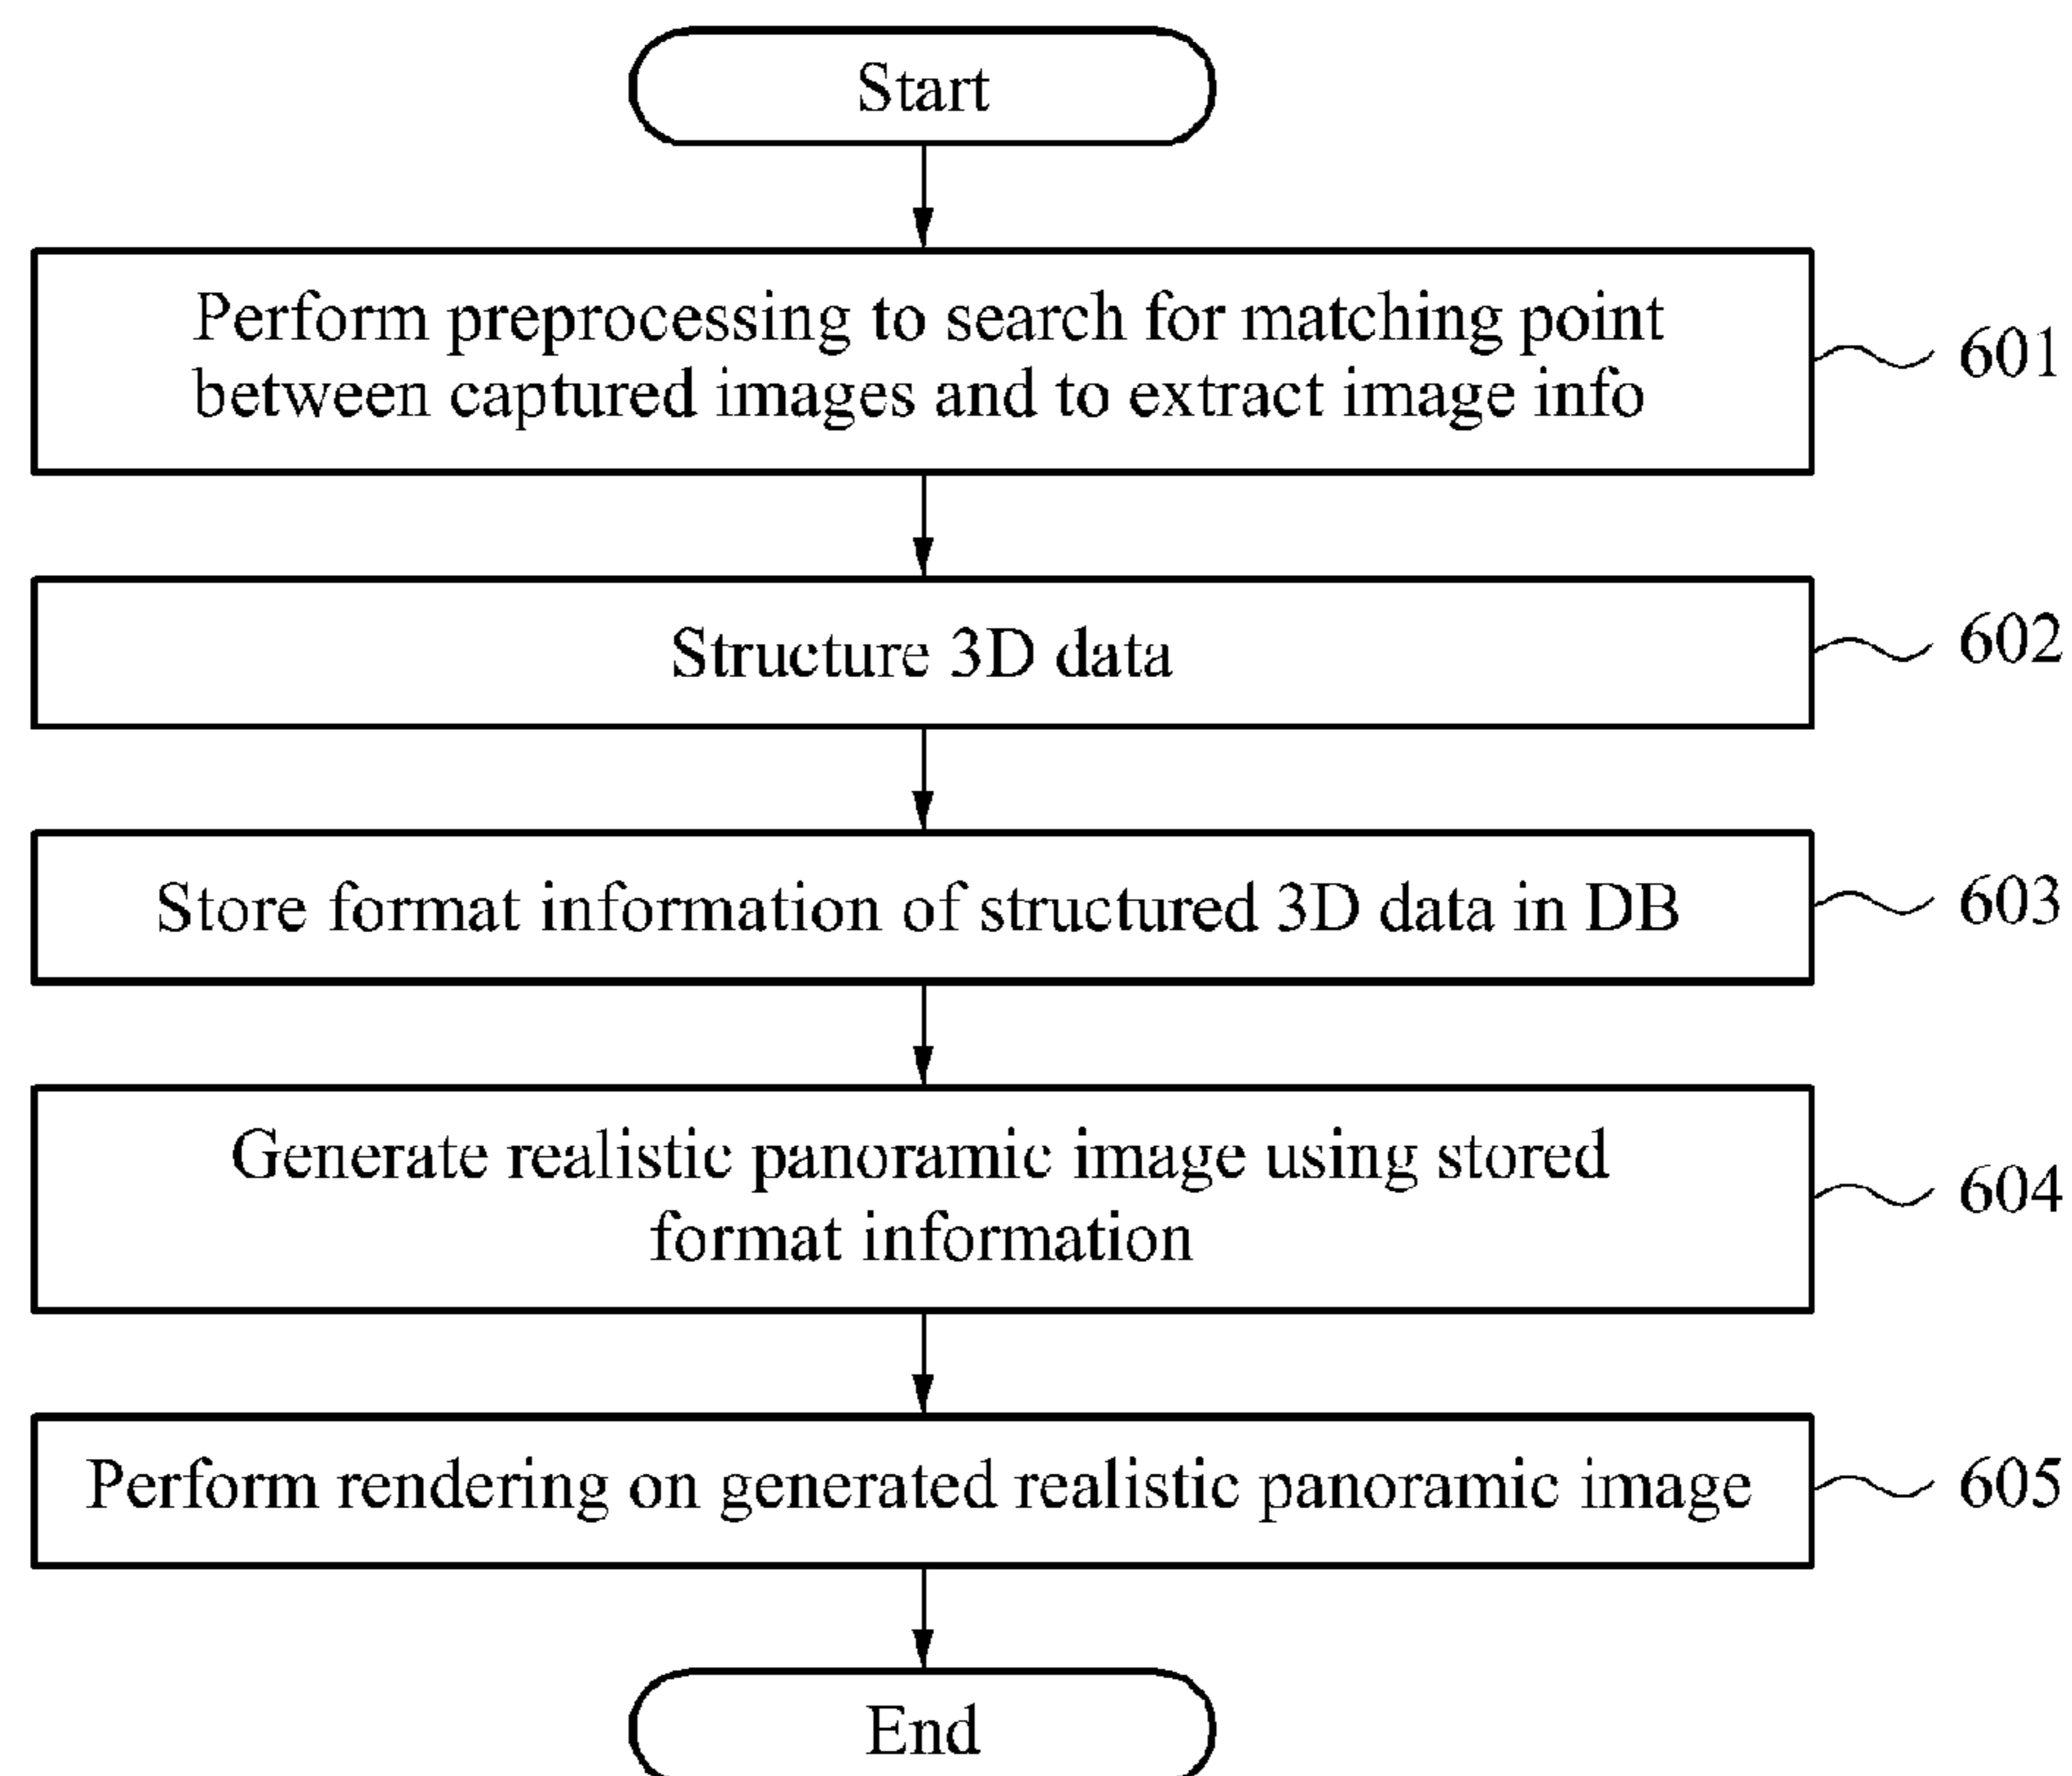 Start
Perform preprocessing to search for matching point
between captured images and to extract image info
601
Structure 3D data
602
Store format information of structured 3D data in DB
603
Generate realistic panoramic image using stored
format information
604
Perform rendering on generated realistic panoramic image
605
End